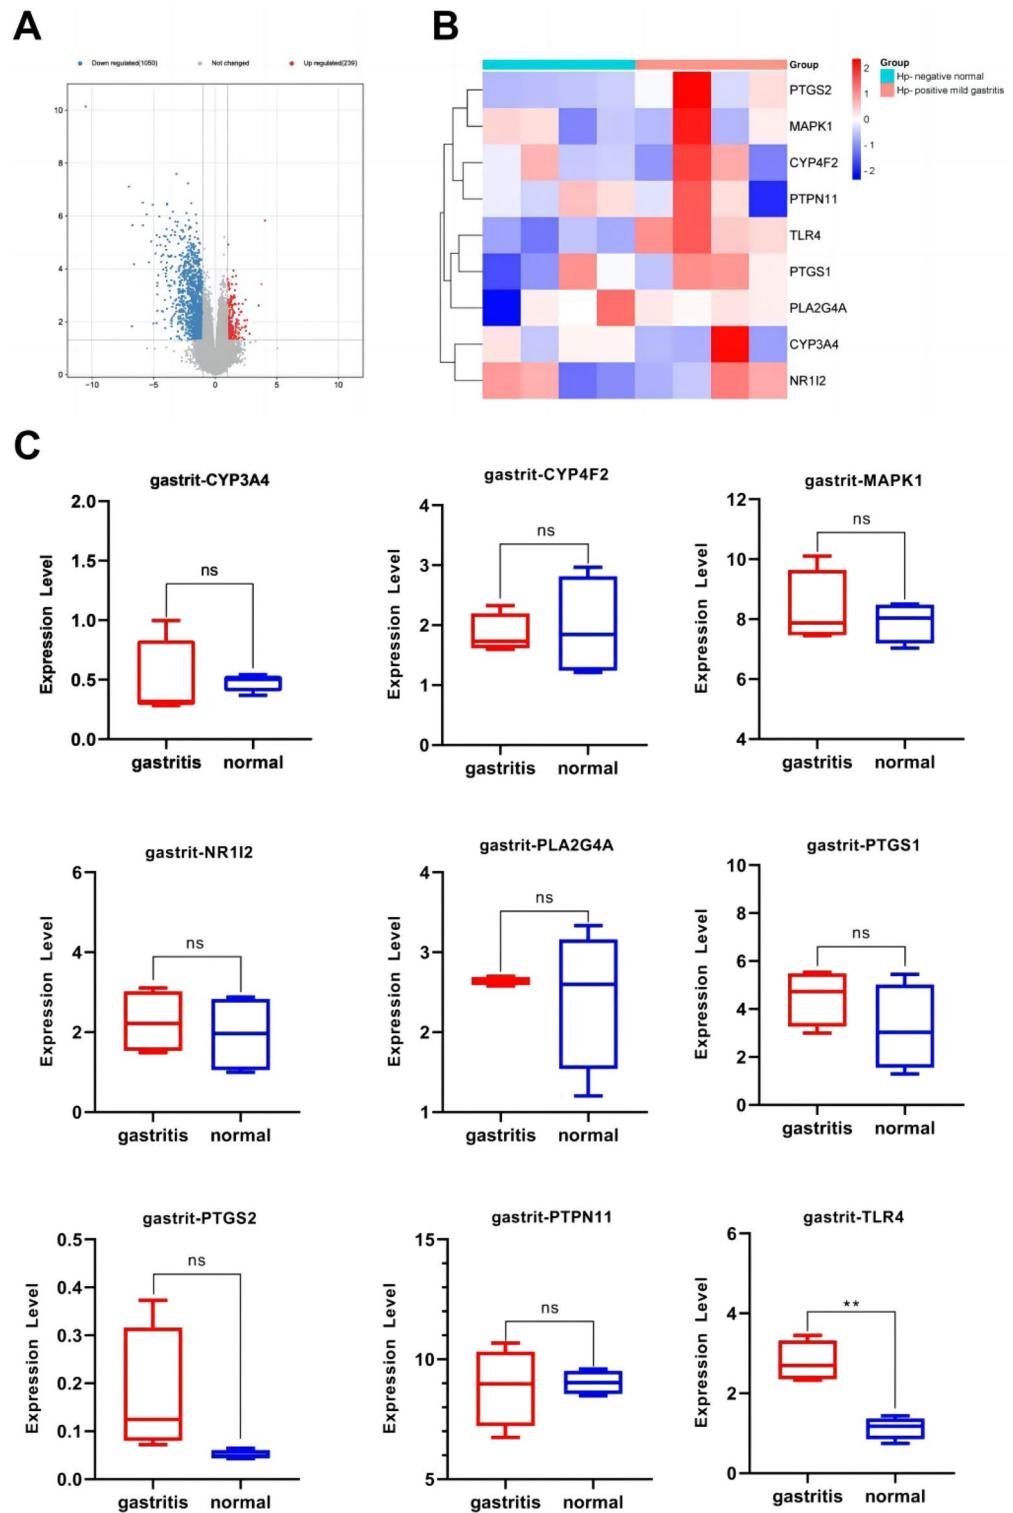 A
Down regulated(1050) Not changed Up regulated(239)
10
8
6
4
2
0
−10 −5 0 5 10
B
Group
PTGS2
MAPK1
CYP4F2
PTPN11
TLR4
PTGS1
PLA2G4A
CYP3A4
NR1I2
2
1
0
-1
-2
Group
Hp- negative normal
Hp- positive mild gastritis
C
gastrit-CYP3A4
Expression Level
2.0
1.5
1.0
0.5
0.0
ns
gastritis normal
gastrit-CYP4F2
Expression Level
4
3
2
1
0
ns
gastritis normal
gastrit-MAPK1
Expression Level
12
10
8
6
4
ns
gastritis normal
gastrit-NR1I2
Expression Level
6
4
2
0
ns
gastritis normal
gastrit-PLA2G4A
Expression Level
4
3
2
1
ns
gastritis normal
gastrit-PTGS1
Expression Level
10
8
6
4
2
0
ns
gastritis normal
gastrit-PTGS2
Expression Level
0.5
0.4
0.3
0.2
0.1
0.0
ns
gastritis normal
gastrit-PTPN11
Expression Level
15
10
5
ns
gastritis normal
gastrit-TLR4
Expression Level
6
4
2
0
**
gastritis normal